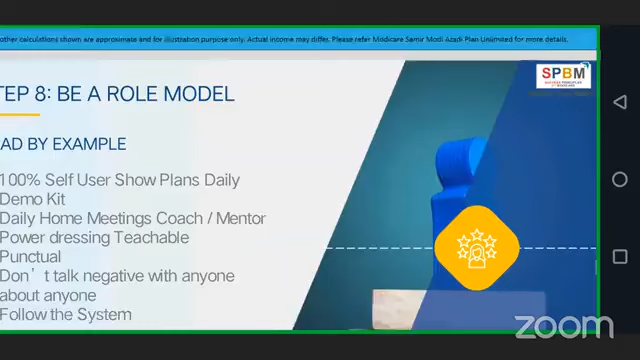 other calculations shown are approximate and for illustration purpose only. Actual income may differ. Please refer Modicare Samir Modi Azadi Plan Unlimited for more details.
SPBM
TEP 8: BE A ROLE MODEL
AD BY EXAMPLE
100% Self User Show Plans Daily
Demo Kit
Daily Home Meetings Coach / Mentor
Power dressing Teachable
Punctual
Don't talk negative with anyone
about anyone
Follow the System
zoom